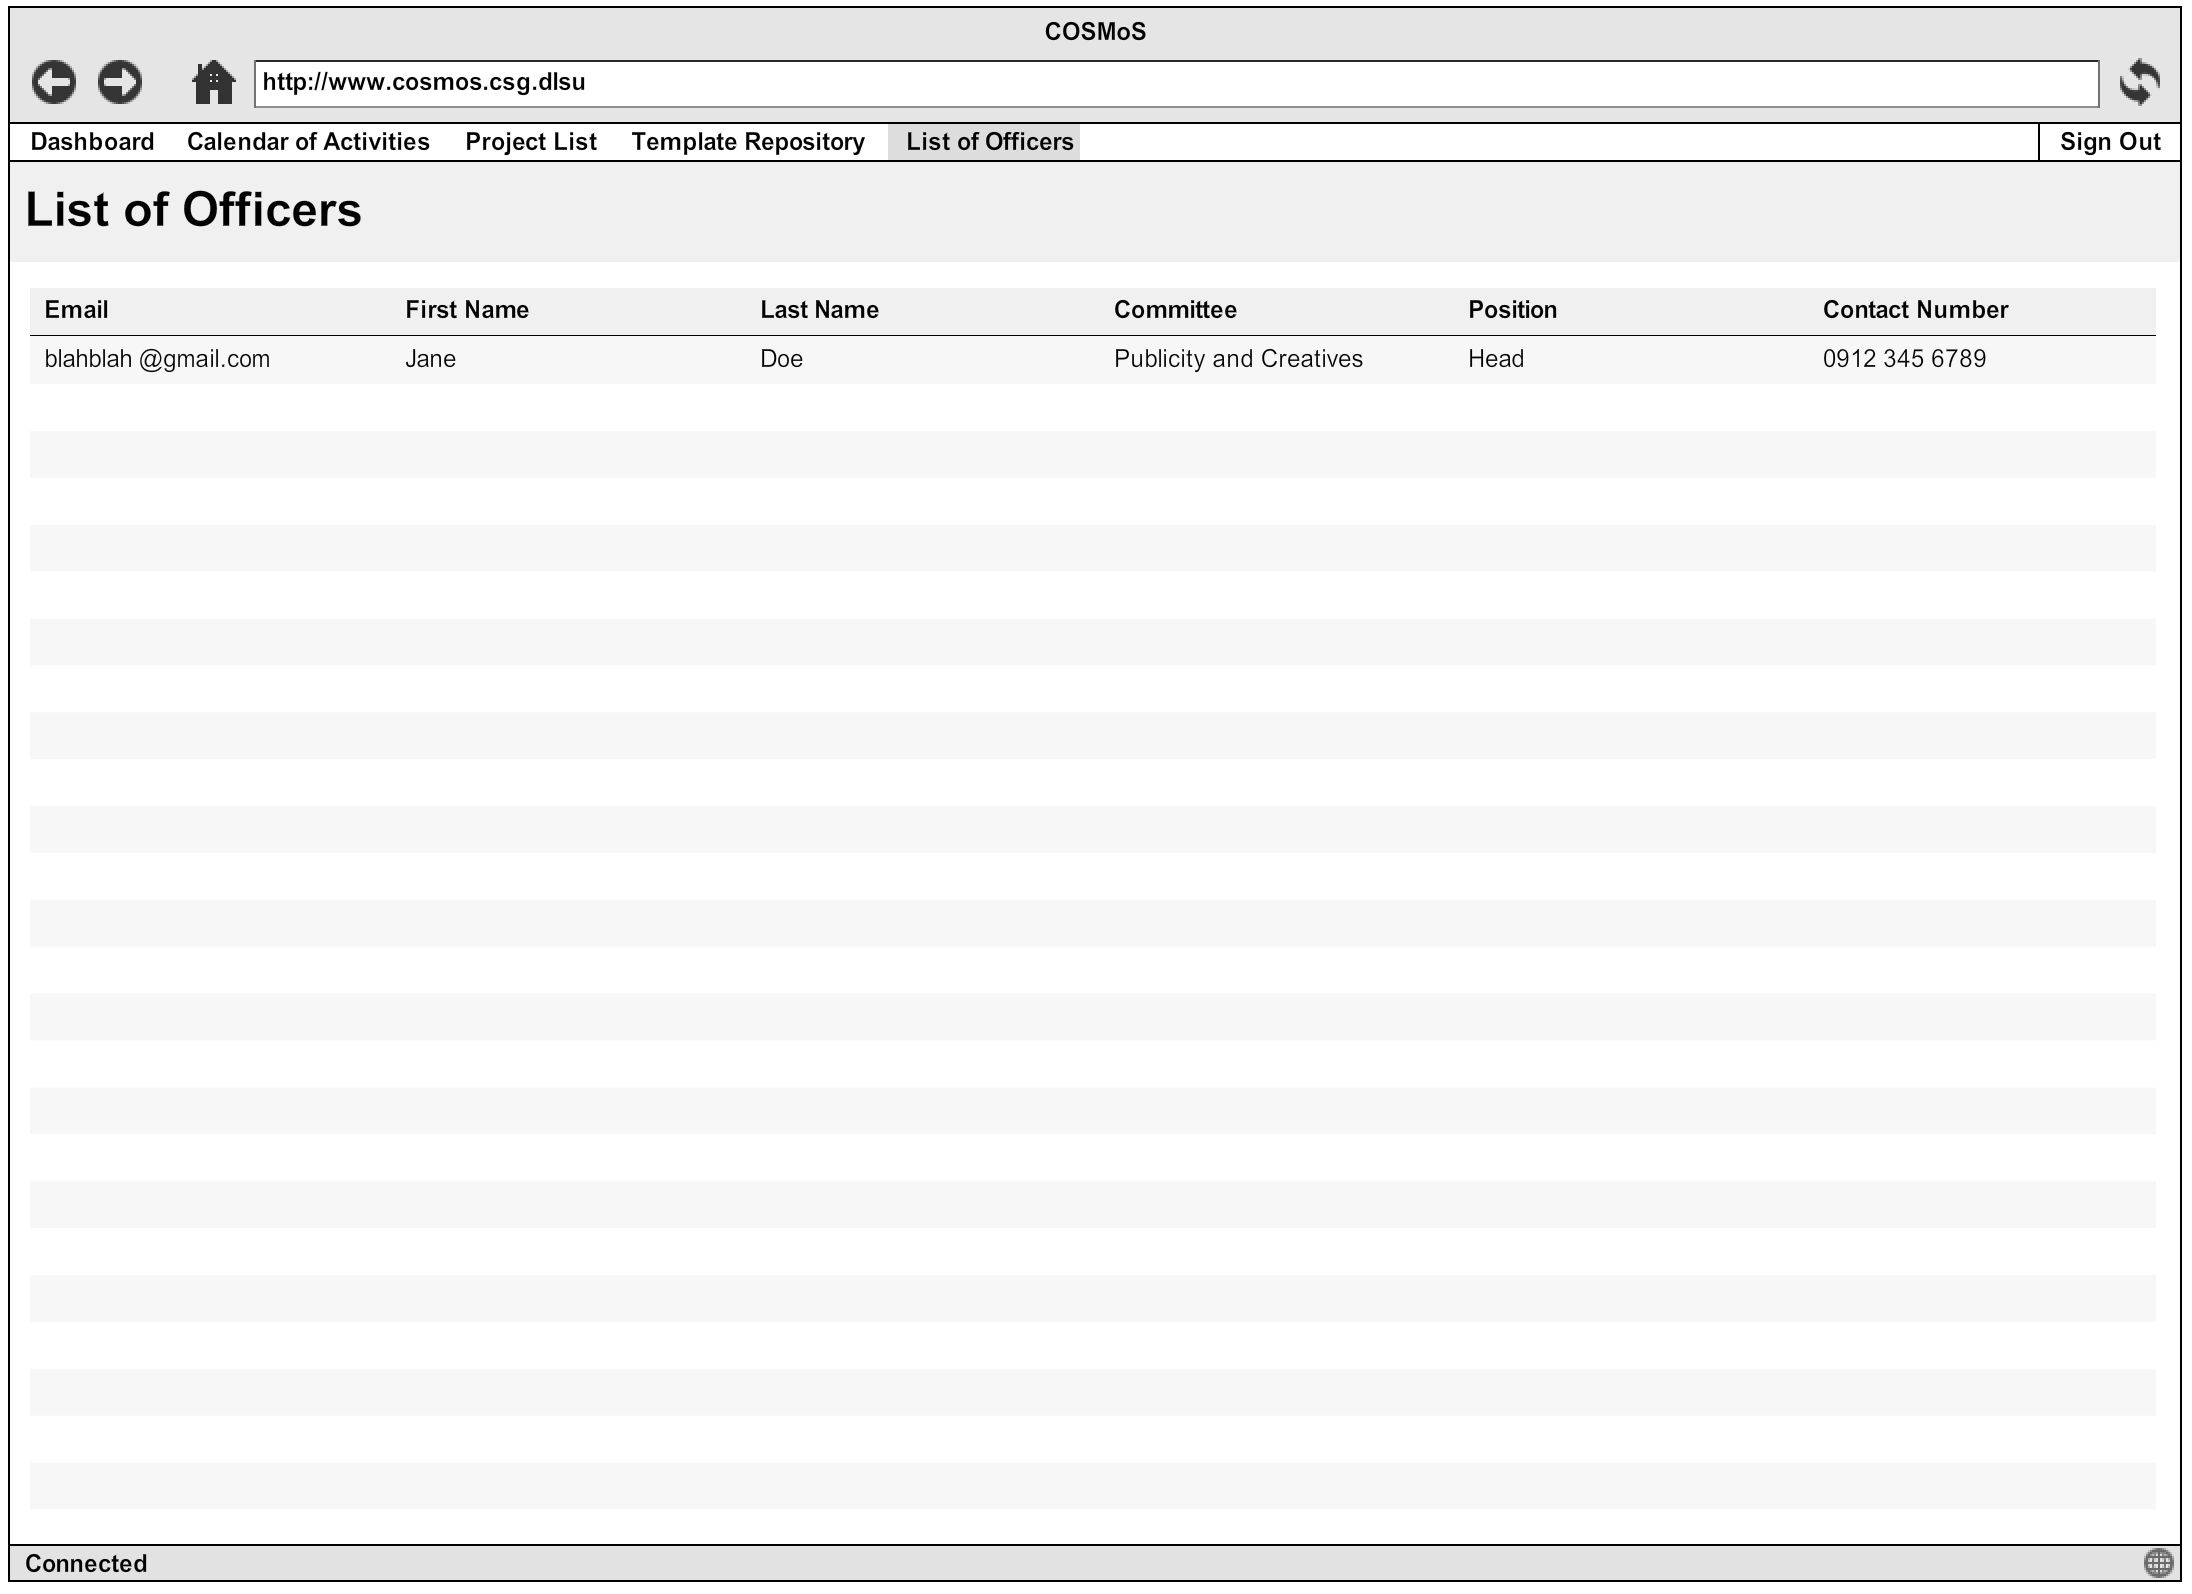 COSMoS
http://www.cosmos.csg.dlsu
Dashboard Calendar of Activities Project List Template Repository List of Officers Sign Out
List of Officers
Email First Name Last Name Committee Position Contact Number
blahblah @gmail.com Jane Doe Publicity and Creatives Head 0912 345 6789
Connected